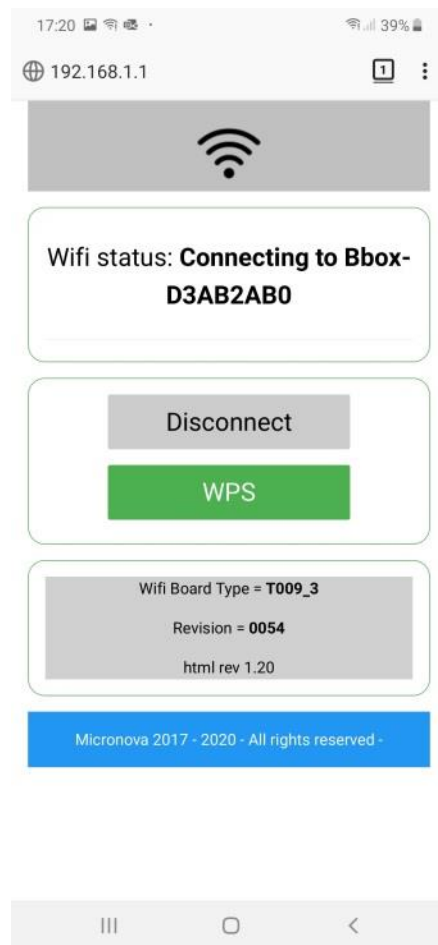 17:20
39%
192.168.1.1
1
Wifi status: Connecting to Bbox-
D3AB2AB0
Disconnect
WPS
Wifi Board Type = T009_3
Revision = 0054
html rev 1.20
Micronova 2017 - 2020 - All rights reserved -